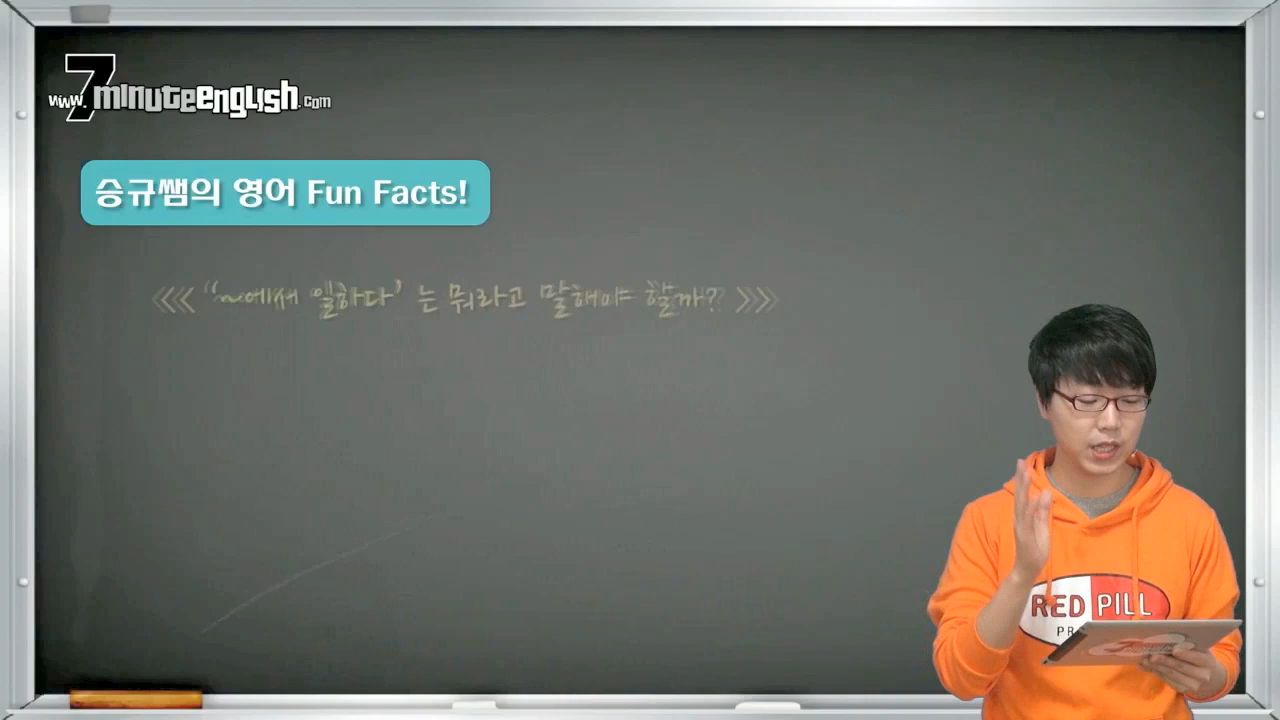 www.7minuteenglish.com
승규쌤의 영어 Fun Facts!
<<< "~에서 일하다" 는 뭐라고 말해야 할까? >>>
RED PILL